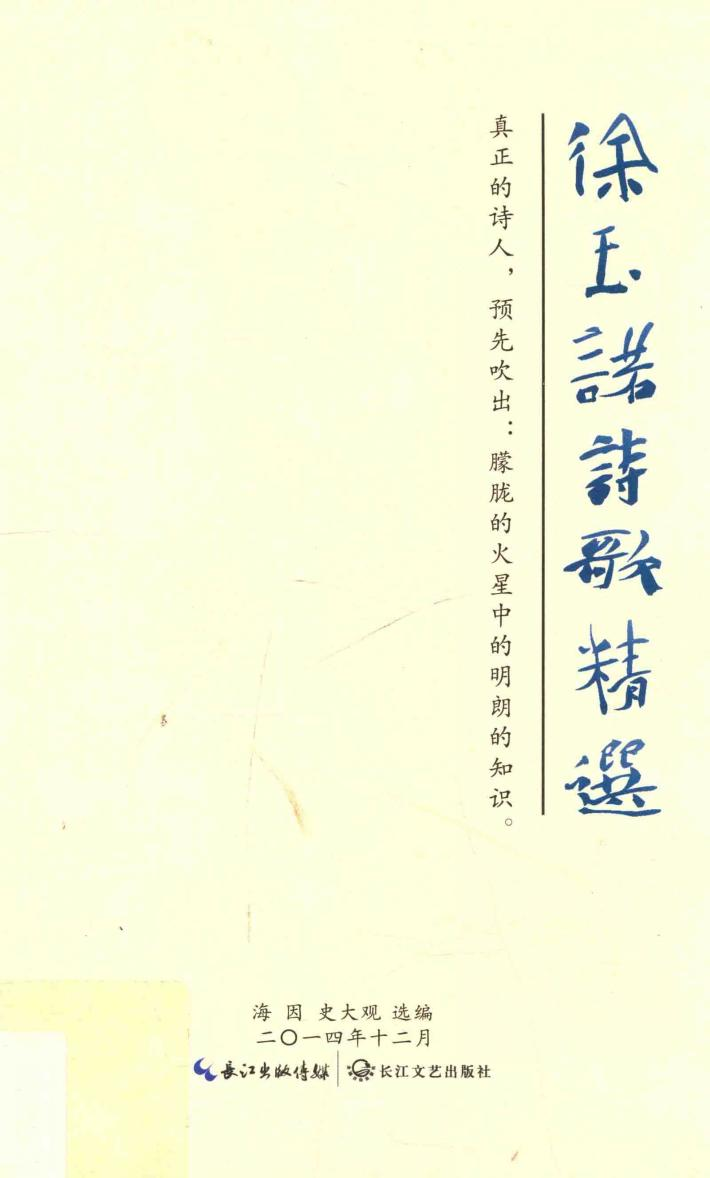 徐玉諾詩歌精選
真正的诗人，预先吹出：朦胧的火星中的明朗的知识。
海 因 史大观 选编
二〇一四年十二月
長江出版传媒
长江文艺出版社